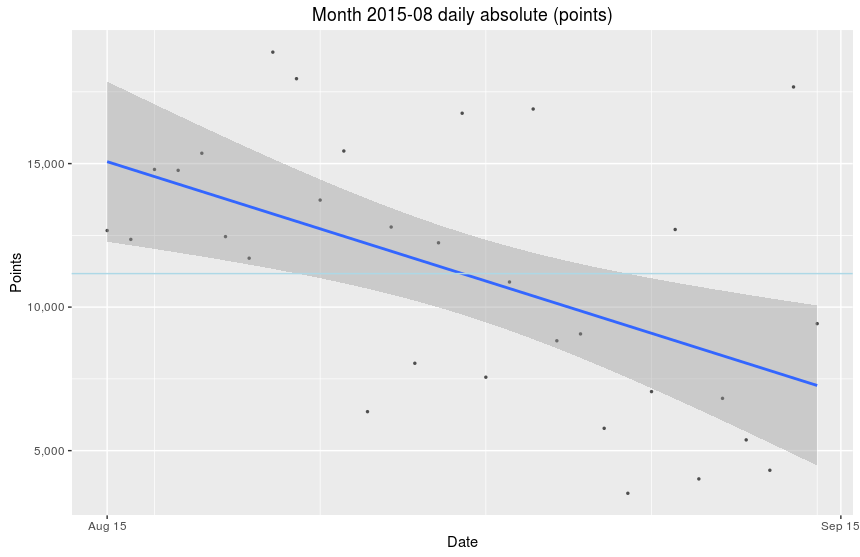 Month 2015-08 daily absolute (points)
15,000
10,000
5,000
Points
Aug 15
Sep 15
Date